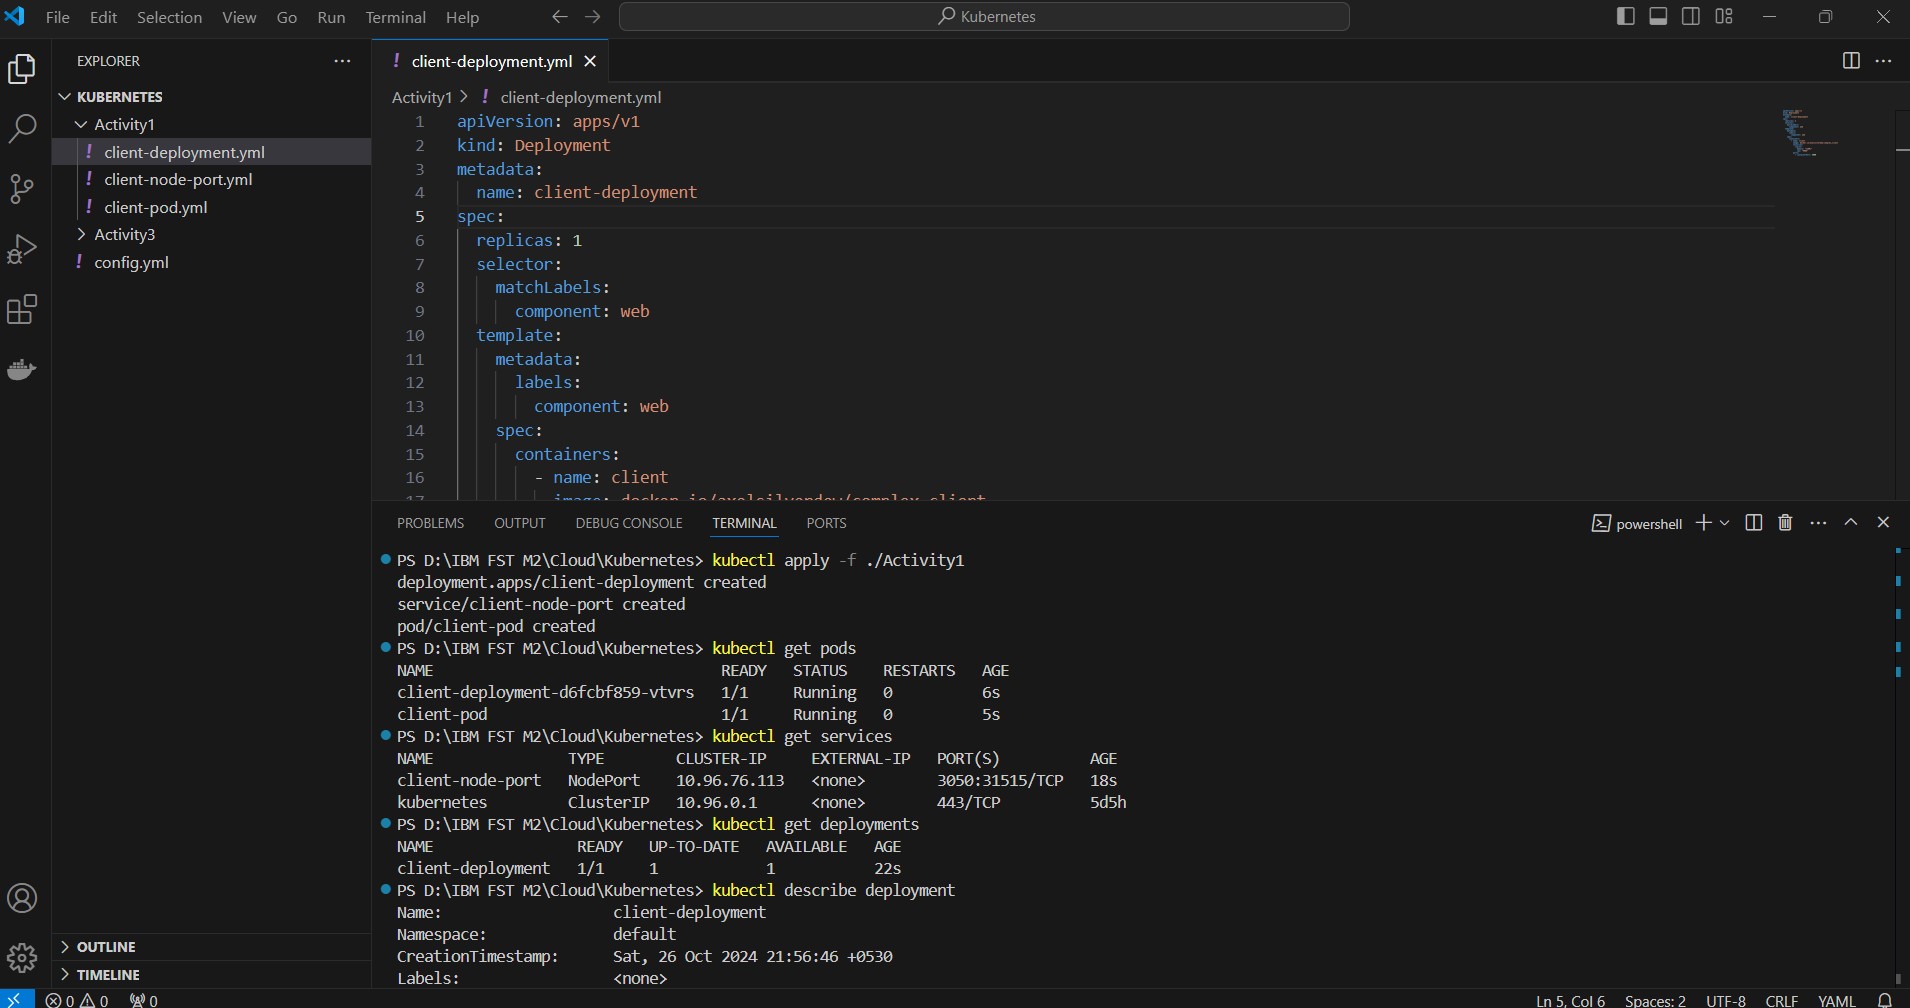 File Edit Selection View Go Run Terminal Help
Kubernetes
EXPLORER
KUBERNETES
Activity1
! client-deployment.yml
! client-node-port.yml
! client-pod.yml
Activity3
! config.yml
OUTLINE
TIMELINE
! client-deployment.yml
Activity1 > ! client-deployment.yml
1 apiVersion: apps/v1
2 kind: Deployment
3 metadata:
4 name: client-deployment
5 spec:
6 replicas: 1
7 selector:
8 matchLabels:
9 component: web
10 template:
11 metadata:
12 labels:
13 component: web
14 spec:
15 containers:
16 - name: client
17 image: docker.io/axelsilverdev/complex-client
PROBLEMS OUTPUT DEBUG CONSOLE TERMINAL PORTS
powershell
PS D:\IBM FST M2\Cloud\Kubernetes> kubectl apply -f ./Activity1
deployment.apps/client-deployment created
service/client-node-port created
pod/client-pod created
PS D:\IBM FST M2\Cloud\Kubernetes> kubectl get pods
NAME READY STATUS RESTARTS AGE
client-deployment-d6fcbf859-vtvrs 1/1 Running 0 6s
client-pod 1/1 Running 0 5s
PS D:\IBM FST M2\Cloud\Kubernetes> kubectl get services
NAME TYPE CLUSTER-IP EXTERNAL-IP PORT(S) AGE
client-node-port NodePort 10.96.76.113 <none> 3050:31515/TCP 18s
kubernetes ClusterIP 10.96.0.1 <none> 443/TCP 5d5h
PS D:\IBM FST M2\Cloud\Kubernetes> kubectl get deployments
NAME READY UP-TO-DATE AVAILABLE AGE
client-deployment 1/1 1 1 22s
PS D:\IBM FST M2\Cloud\Kubernetes> kubectl describe deployment
Name: client-deployment
Namespace: default
CreationTimestamp: Sat, 26 Oct 2024 21:56:46 +0530
Labels: <none>
0 0 0
Ln 5, Col 6 Spaces: 2 UTF-8 CRLF YAML